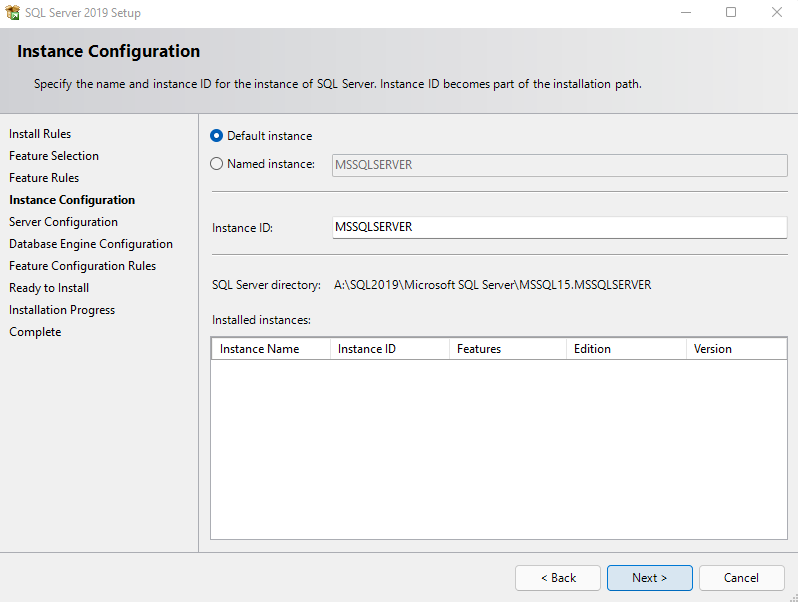 SQL Server 2019 Setup
Instance Configuration
Specify the name and instance ID for the instance of SQL Server. Instance ID becomes part of the installation path.
Install Rules
Feature Selection
Feature Rules
Instance Configuration
Server Configuration
Database Engine Configuration
Feature Configuration Rules
Ready to Install
Installation Progress
Complete
Default instance
Named instance: MSSQLSERVER
Instance ID: MSSQLSERVER
SQL Server directory: A:\SQL2019\Microsoft SQL Server\MSSQL15.MSSQLSERVER
Installed instances:
Instance Name Instance ID Features Edition Version
< Back Next > Cancel